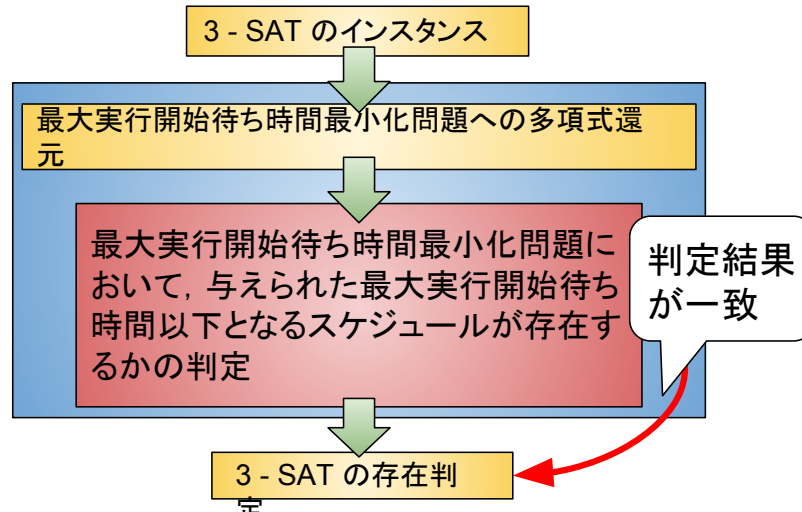 3 - SAT のインスタンス
最大実行開始待ち時間最小化問題への多項式還
元
最大実行開始待ち時間最小化問題に
おいて，与えられた最大実行開始待ち
時間以下となるスケジュールが存在す
るかの判定
判定結果
が一致
3 - SAT の存在判
定